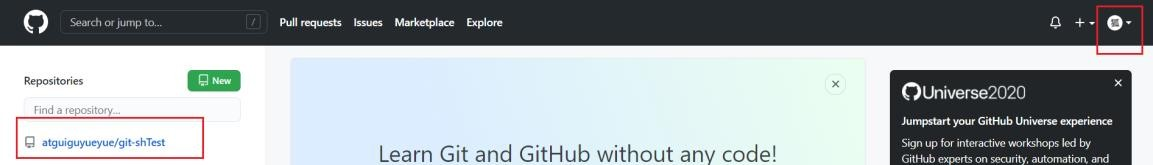 Search or jump to... /
Pull requests Issues Marketplace Explore
Repositories
New
Find a repository...
atguiguyueyue/git-shTest
Learn Git and GitHub without any code!
Universe2020
Jumpstart your GitHub Universe experience
Sign up for interactive workshops led by
GitHub experts on security, automation, and